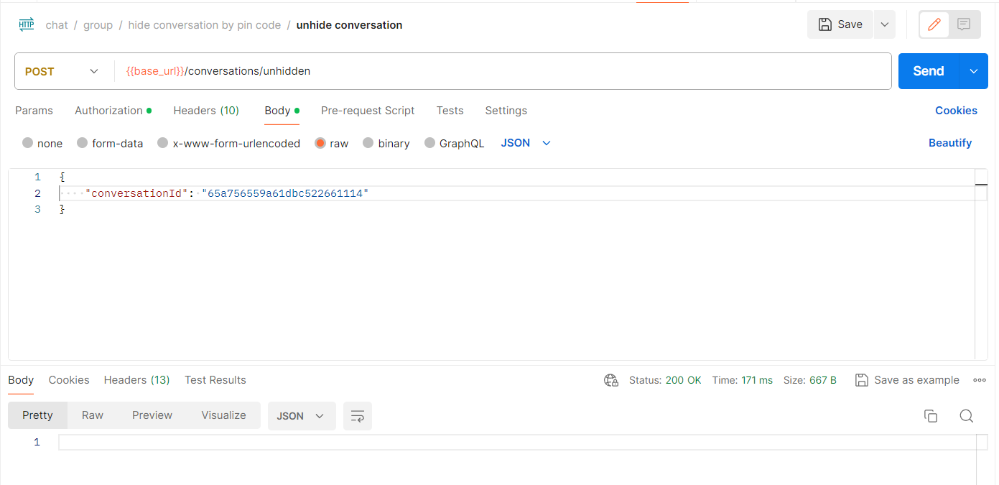 HTTP chat / group / hide conversation by pin code / unhide conversation Save
POST {{base_url}}/conversations/unhidden Send
Params Authorization Headers (10) Body Pre-request Script Tests Settings Cookies
none form-data x-www-form-urlencoded raw binary GraphQL JSON Beautify
1 {
2 ····"conversationId":·"65a756559a61dbc522661114"
3 }
Body Cookies Headers (13) Test Results Status: 200 OK Time: 171 ms Size: 667 B Save as example
Pretty Raw Preview Visualize JSON
1